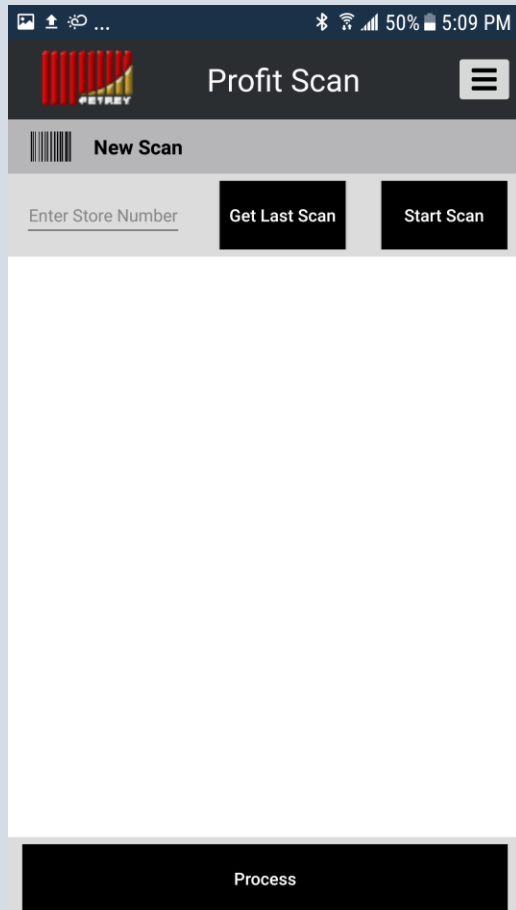 ... 50% 5:09 PM
PETREY
Profit Scan
New Scan
Enter Store Number
Get Last Scan
Start Scan
Process